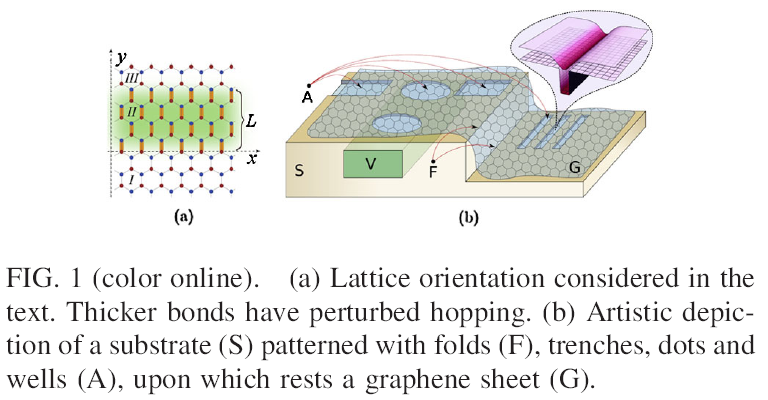 y
III
II
L
x
I
(a)
A
S
V
F
G
(b)
FIG. 1 (color online). (a) Lattice orientation considered in the
text. Thicker bonds have perturbed hopping. (b) Artistic depic-
tion of a substrate (S) patterned with folds (F), trenches, dots and
wells (A), upon which rests a graphene sheet (G).